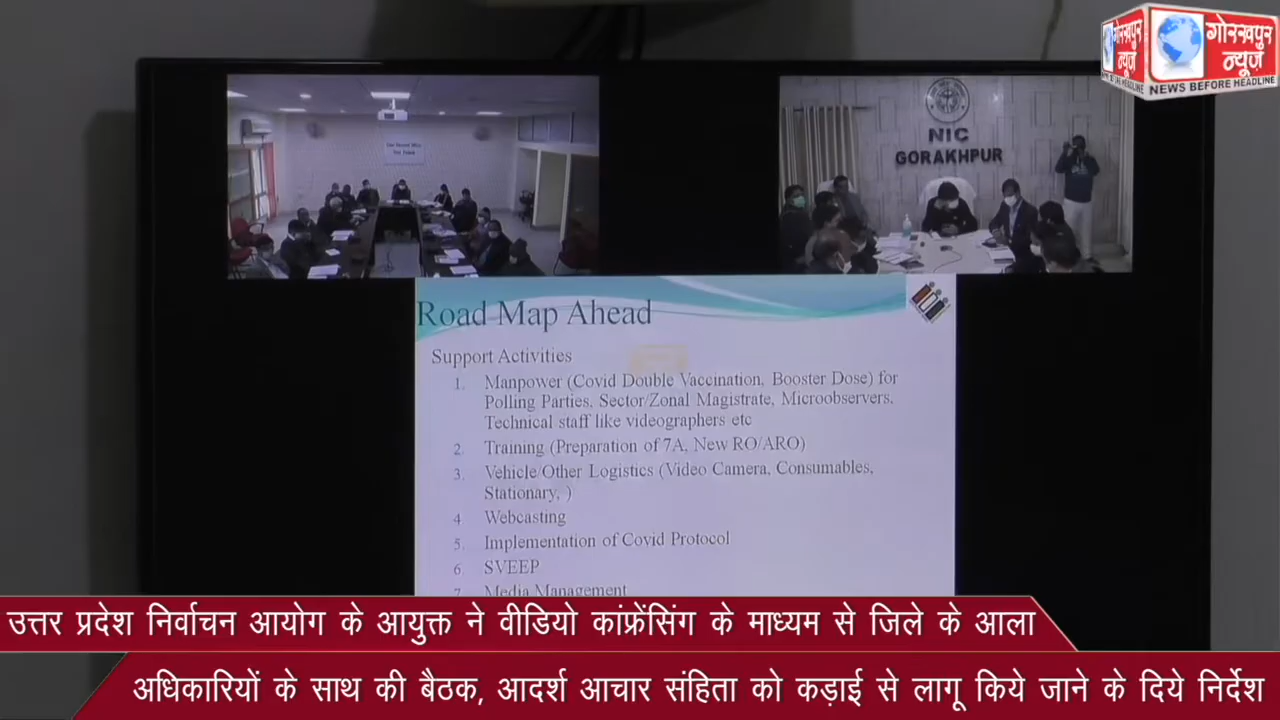 गोरखपुर
न्यूज़
गोरखपुर
न्यूज़
NEWS BEFORE HEADLINE
NIC
GORAKHPUR
Road Map Ahead
Support Activities
1. Manpower (Covid Double Vaccination, Booster Dose) for
Polling Parties, Sector/Zonal Magistrate, Microobservers,
Technical staff like videographers etc
2. Training (Preparation of 7A, New RO/ARO)
3. Vehicle/Other Logistics (Video Camera, Consumables,
Stationary, )
4. Webcasting
5. Implementation of Covid Protocol
6. SVEEP
7. Media Management
उत्तर प्रदेश निर्वाचन आयोग के आयुक्त ने वीडियो कांफ्रेंसिंग के माध्यम से जिले के आला
अधिकारियों के साथ की बैठक, आदर्श आचार संहिता को कड़ाई से लागू किये जाने के दिये निर्देश